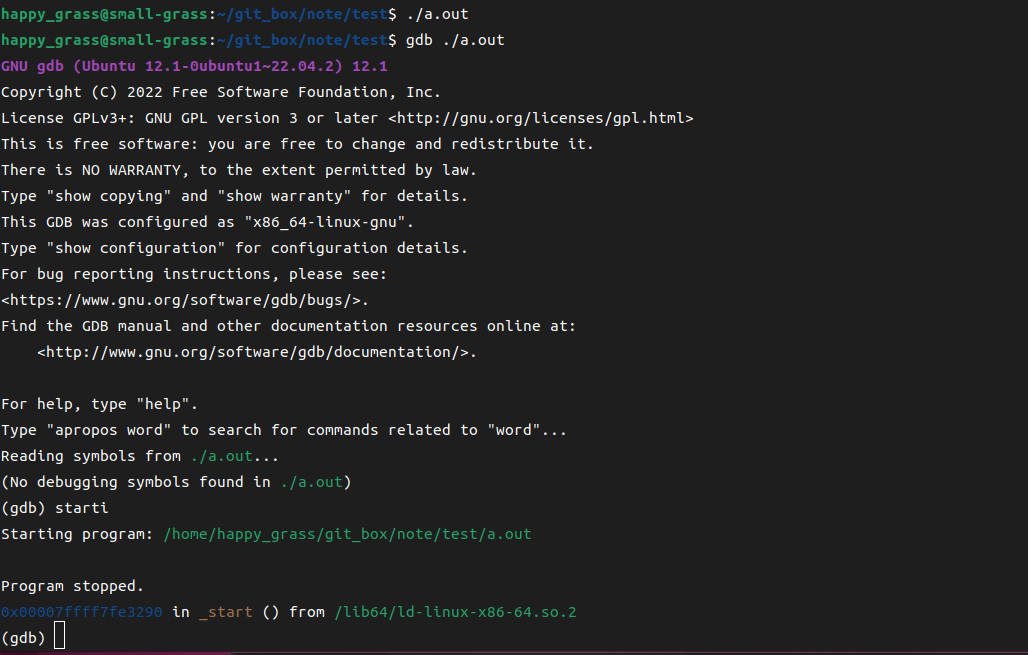 happy_grass@small-grass:~/git_box/note/test$ ./a.out
happy_grass@small-grass:~/git_box/note/test$ gdb ./a.out
GNU gdb (Ubuntu 12.1-0ubuntu1~22.04.2) 12.1
Copyright (C) 2022 Free Software Foundation, Inc.
License GPLv3+: GNU GPL version 3 or later <http://gnu.org/licenses/gpl.html>
This is free software: you are free to change and redistribute it.
There is NO WARRANTY, to the extent permitted by law.
Type "show copying" and "show warranty" for details.
This GDB was configured as "x86_64-linux-gnu".
Type "show configuration" for configuration details.
For bug reporting instructions, please see:
<https://www.gnu.org/software/gdb/bugs/>.
Find the GDB manual and other documentation resources online at:
    <http://www.gnu.org/software/gdb/documentation/>.
For help, type "help".
Type "apropos word" to search for commands related to "word"...
Reading symbols from ./a.out...
(No debugging symbols found in ./a.out)
(gdb) starti
Starting program: /home/happy_grass/git_box/note/test/a.out
Program stopped.
0x00007ffff7fe3290 in _start () from /lib64/ld-linux-x86-64.so.2
(gdb)